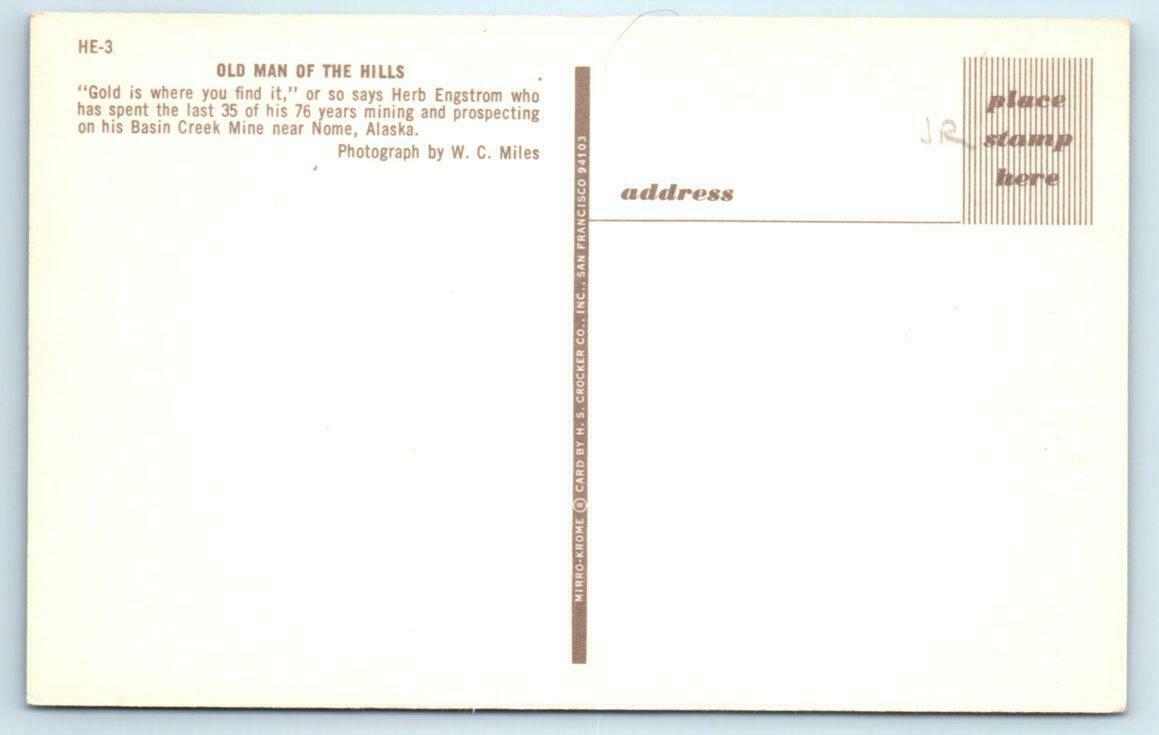 HE-3
OLD MAN OF THE HILLS
"Gold is where you find it," or so says Herb Engstrom who
has spent the last 35 of his 76 years mining and prospecting
on his Basin Creek Mine near Nome, Alaska.
Photograph by W. C. Miles
MIRRO-KROME ® CARD BY H. S. CROCKER CO., INC., SAN FRANCISCO 94103
address
JR
place
stamp
here